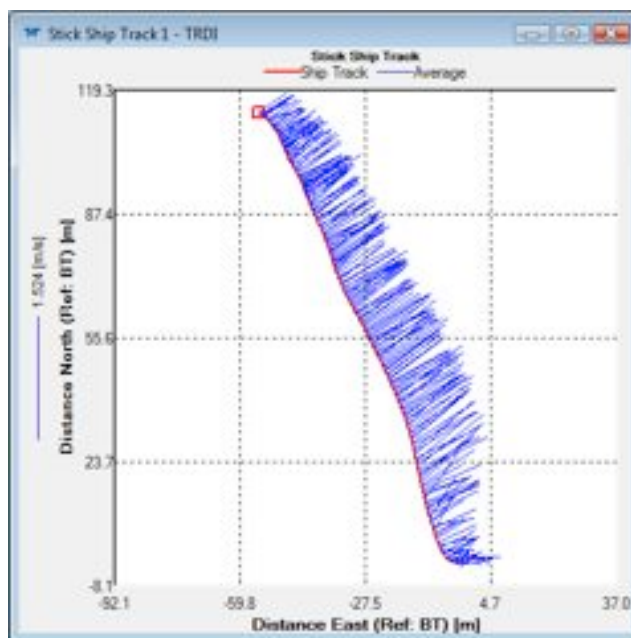 Stick Ship Track 1 - TRDI
Stick Ship Track
Ship Track
Average
119.3
87.4
55.6
23.7
-8.1
-92.1
-59.8
-27.5
4.7
37.0
Distance East (Ref: BT) [m]
Distance North (Ref: BT) [m]
1.524 [m/s]